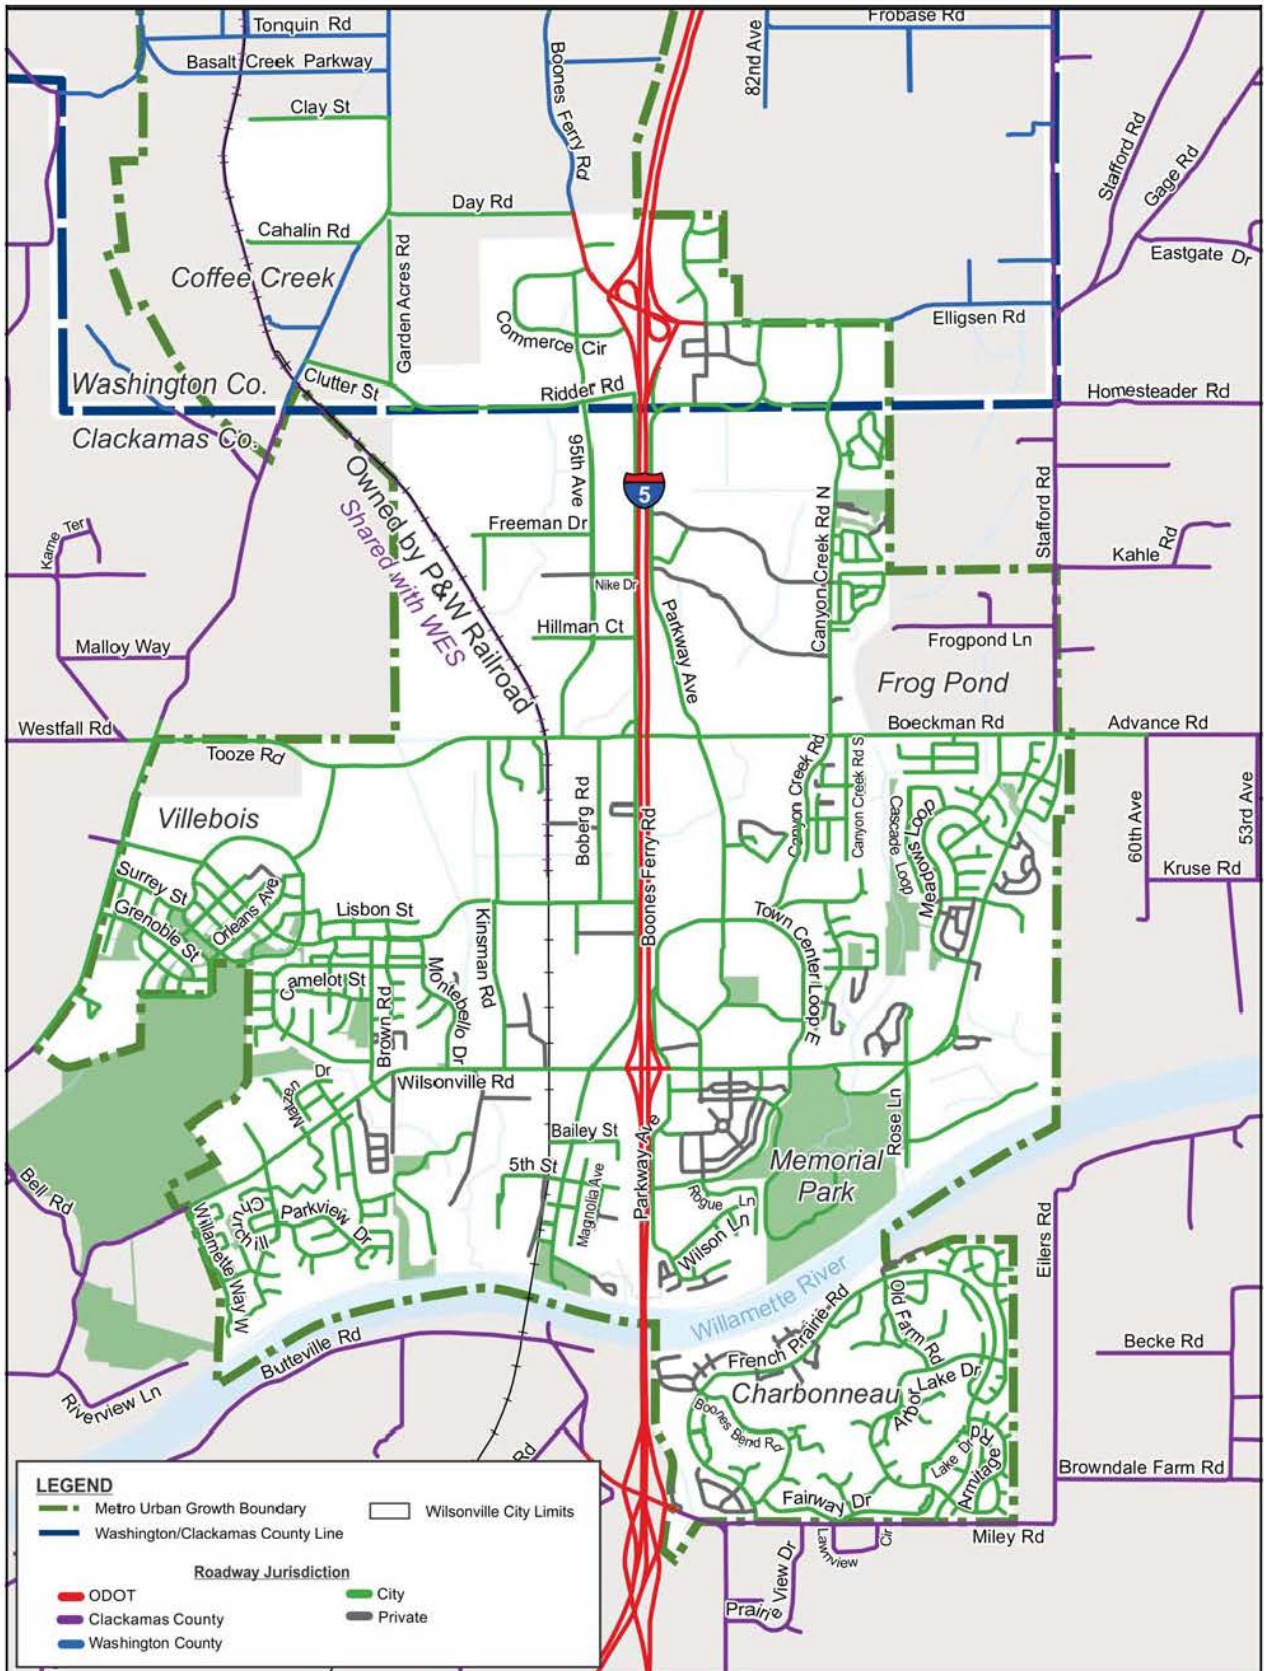 Tonquin Rd
Frobase Rd
Basalt Creek Parkway
Boones Ferry Rd
82nd Ave
Clay St
Stafford Rd
Gage Rd
Day Rd
Cahalin Rd
Eastgate Dr
Coffee Creek
Garden Acres Rd
Elligsen Rd
Commerce Cir
Washington Co.
Clutter St
Ridder Rd
Homesteader Rd
Clackamas Co.
95th Ave
Owned by P&W Railroad
Shared with WES
5
Canyon Creek Rd N
Stafford Rd
Freeman Dr
Kame Ter
Kahle Rd
Nike Dr
Parkway Ave
Hillman Ct
Frogpond Ln
Malloy Way
Frog Pond
Westfall Rd
Boeckman Rd
Advance Rd
Tooze Rd
Canyon Creek Rd
Canyon Creek Rd S
Villebois
Boberg Rd
Boones Ferry Rd
Cascade Loop
Meadows Loop
60th Ave
53rd Ave
Surrey St
Kruse Rd
Grenoble St
Orleans Ave
Lisbon St
Kinsman Rd
Town Center Loop E
Camelot St
Montebello Dr
Brown Rd
Dr
Matzen
Wilsonville Rd
Rose Ln
Bailey St
Parkway Ave
Memorial
Park
5th St
Magnolia Ave
Rogue
Ln
Bell Rd
Churchill
Parkview Dr
Willamette Way W
Wilson Ln
Eilers Rd
Willamette River
Butteville Rd
French Prairie Rd
Old Farm Rd
Becke Rd
Riverview Ln
Charbonneau
Arbor Lake Dr
Boones Bend Rd
Rd
Lake Dr
Armitage Rd
Browndale Farm Rd
Fairway Dr
Miley Rd
Lawnview
Cir
Prairie View Dr
LEGEND
Metro Urban Growth Boundary
Wilsonville City Limits
Washington/Clackamas County Line
Roadway Jurisdiction
ODOT
City
Clackamas County
Private
Washington County